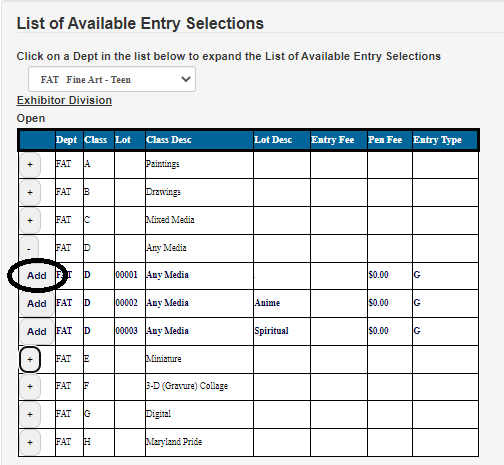 List of Available Entry Selections
Click on a Dept in the list below to expand the List of Available Entry Selections
FAT Fine Art - Teen
Exhibitor Division
Open
Dept Class Lot Class Desc Lot Desc Entry Fee Pen Fee Entry Type
+ FAT A Paintings
+ FAT B Drawings
+ FAT C Mixed Media
- FAT D Any Media
Add FAT D 00001 Any Media . $0.00 G
Add FAT D 00002 Any Media Anime $0.00 G
Add FAT D 00003 Any Media Spiritual $0.00 G
+ FAT E Miniature
+ FAT F 3-D (Gravure) Collage
+ FAT G Digital
+ FAT H Maryland Pride